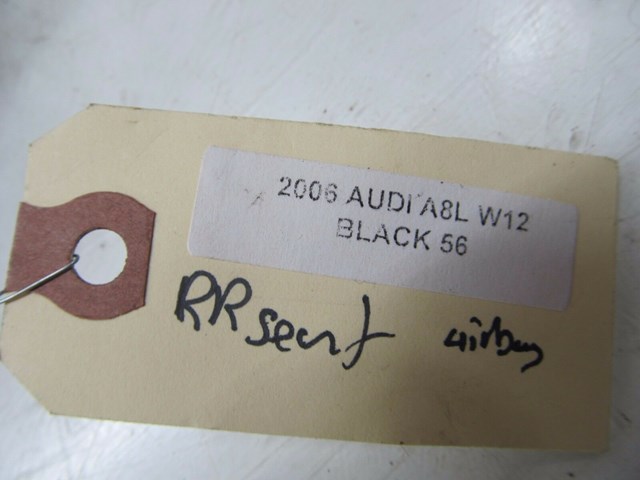 2006 AUDI A8L W12
BLACK 56
RR seat airbag